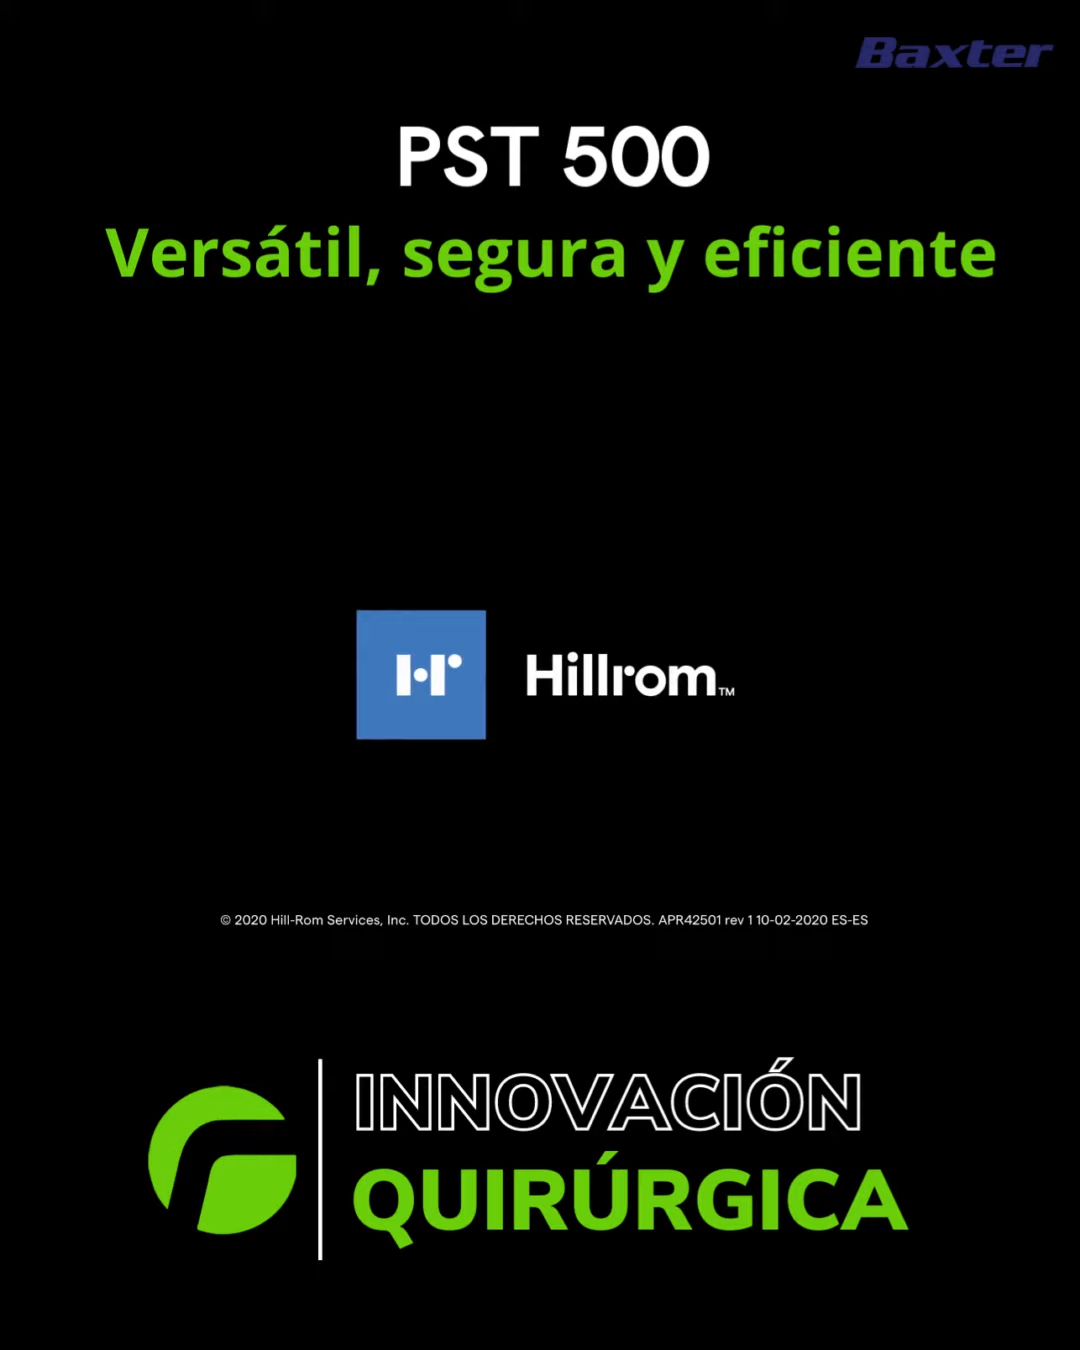 Baxter
PST 500
Versátil, segura y eficiente
Hr Hillrom™
© 2020 Hill-Rom Services, Inc. TODOS LOS DERECHOS RESERVADOS. APR42501 rev 1 10-02-2020 ES-ES
INNOVACIÓN
QUIRÚRGICA